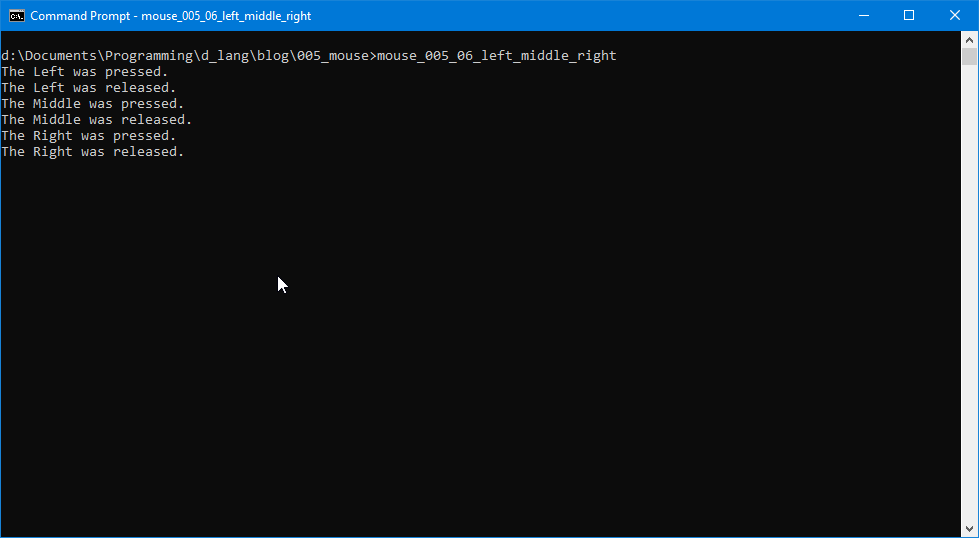 Command Prompt - mouse_005_06_left_middle_right
d:\Documents\Programming\d_lang\blog\005_mouse>mouse_005_06_left_middle_right
The Left was pressed.
The Left was released.
The Middle was pressed.
The Middle was released.
The Right was pressed.
The Right was released.